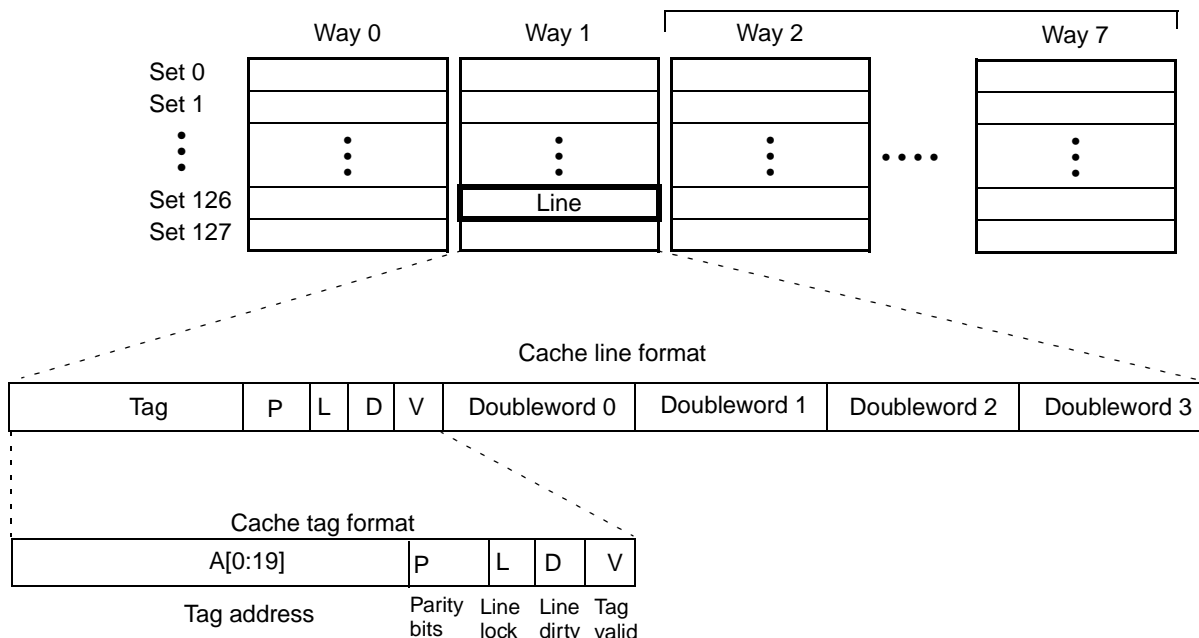 Way 0 Way 1 Way 2 Way 7
Set 0
Set 1
Set 126 Line
Set 127
Cache line format
Tag P L D V Doubleword 0 Doubleword 1 Doubleword 2 Doubleword 3
Cache tag format
A[0:19] P L D V
Tag address Parity Line Line Tag
bits lock dirty valid